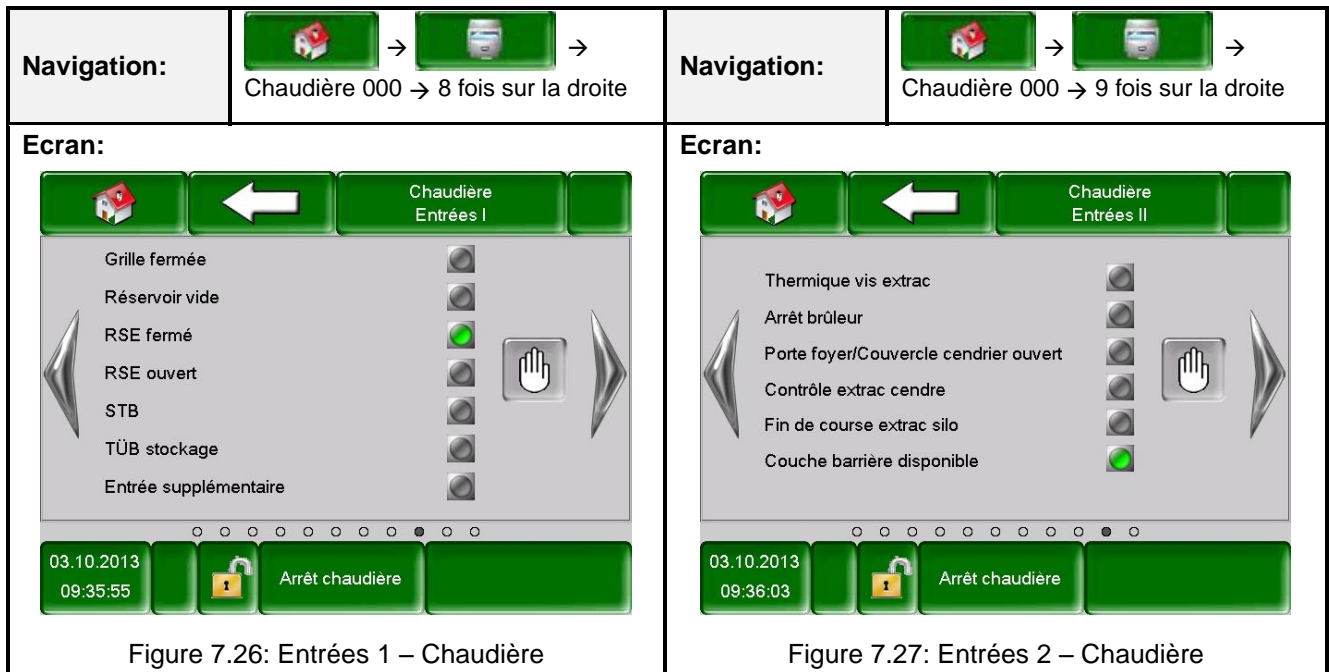 Navigation:
→ →
Chaudière 000 → 8 fois sur la droite
Ecran:
Chaudière
Entrées I
Grille fermée
Réservoir vide
RSE fermé
RSE ouvert
STB
TÜB stockage
Entrée supplémentaire
03.10.2013
09:35:55
Arrêt chaudière
Figure 7.26: Entrées 1 – Chaudière
Navigation:
→ →
Chaudière 000 → 9 fois sur la droite
Ecran:
Chaudière
Entrées II
Thermique vis extrac
Arrêt brûleur
Porte foyer/Couvercle cendrier ouvert
Contrôle extrac cendre
Fin de course extrac silo
Couche barrière disponible
03.10.2013
09:36:03
Arrêt chaudière
Figure 7.27: Entrées 2 – Chaudière